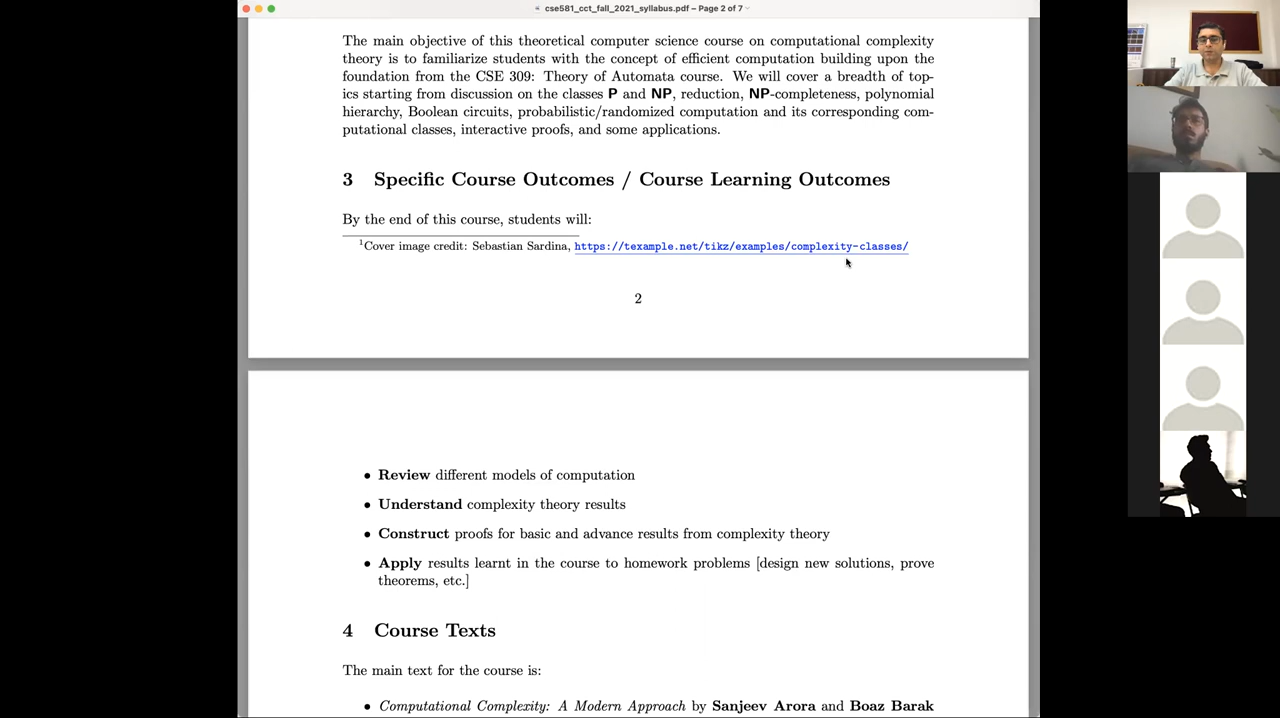 cse581_cct_fall_2021_syllabus.pdf – Page 2 of 7
The main objective of this theoretical computer science course on computational complexity
theory is to familiarize students with the concept of efficient computation building upon the
foundation from the CSE 309: Theory of Automata course. We will cover a breadth of top-
ics starting from discussion on the classes P and NP, reduction, NP-completeness, polynomial
hierarchy, Boolean circuits, probabilistic/randomized computation and its corresponding com-
putational classes, interactive proofs, and some applications.
3 Specific Course Outcomes / Course Learning Outcomes
By the end of this course, students will:
1Cover image credit: Sebastian Sardina, https://texample.net/tikz/examples/complexity-classes/
2
• Review different models of computation
• Understand complexity theory results
• Construct proofs for basic and advance results from complexity theory
• Apply results learnt in the course to homework problems [design new solutions, prove
theorems, etc.]
4 Course Texts
The main text for the course is:
• Computational Complexity: A Modern Approach by Sanjeev Arora and Boaz Barak